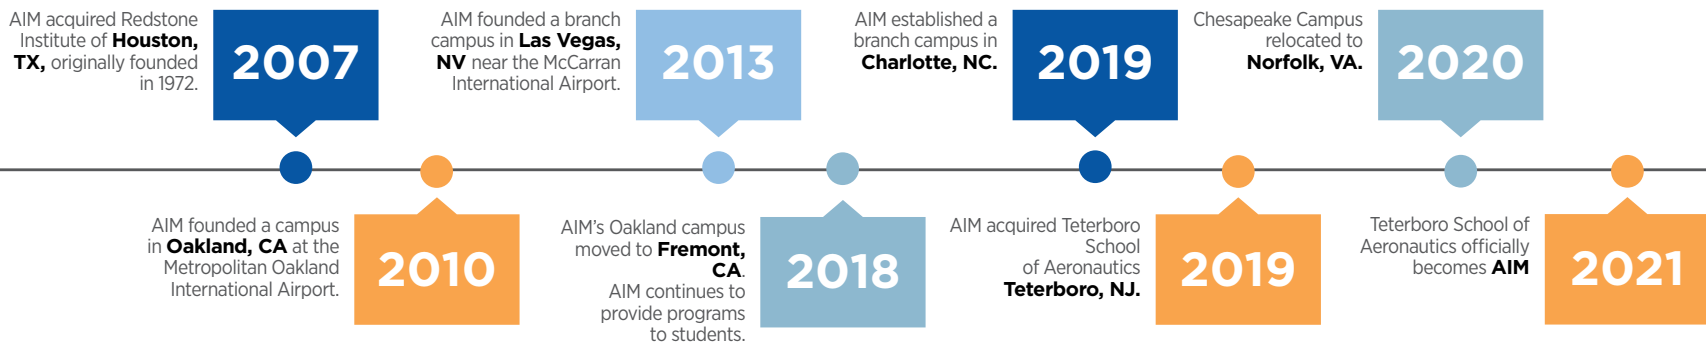 AIM acquired Redstone
Institute of Houston,
TX, originally founded
in 1972.
2007
AIM founded a campus
in Oakland, CA at the
Metropolitan Oakland
International Airport.
2010
AIM founded a branch
campus in Las Vegas,
NV near the McCarran
International Airport.
2013
AIM’s Oakland campus
moved to Fremont,
CA.
AIM continues to
provide programs
to students.
2018
AIM established a
branch campus in
Charlotte, NC.
2019
AIM acquired Teterboro
School
of Aeronautics
Teterboro, NJ.
2019
Chesapeake Campus
relocated to
Norfolk, VA.
2020
Teterboro School of
Aeronautics officially
becomes AIM
2021